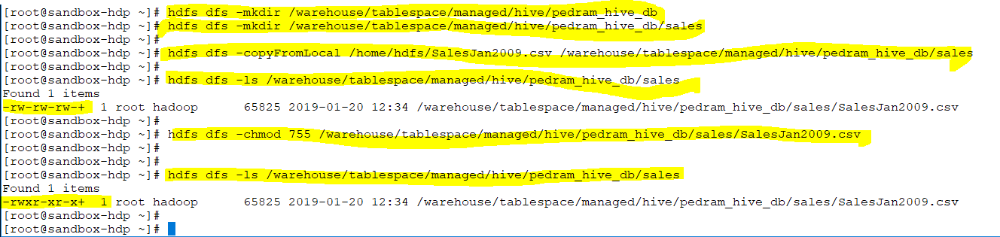 [root@sandbox-hdp ~]# hdfs dfs -mkdir /warehouse/tablespace/managed/hive/pedram_hive_db
[root@sandbox-hdp ~]# hdfs dfs -mkdir /warehouse/tablespace/managed/hive/pedram_hive_db/sales
[root@sandbox-hdp ~]#
[root@sandbox-hdp ~]# hdfs dfs -copyFromLocal /home/hdfs/SalesJan2009.csv /warehouse/tablespace/managed/hive/pedram_hive_db/sales
[root@sandbox-hdp ~]#
[root@sandbox-hdp ~]# hdfs dfs -ls /warehouse/tablespace/managed/hive/pedram_hive_db/sales
Found 1 items
-rw-rw-rw-+  1 root hadoop      65825 2019-01-20 12:34 /warehouse/tablespace/managed/hive/pedram_hive_db/sales/SalesJan2009.csv
[root@sandbox-hdp ~]#
[root@sandbox-hdp ~]# hdfs dfs -chmod 755 /warehouse/tablespace/managed/hive/pedram_hive_db/sales/SalesJan2009.csv
[root@sandbox-hdp ~]#
[root@sandbox-hdp ~]#
[root@sandbox-hdp ~]# hdfs dfs -ls /warehouse/tablespace/managed/hive/pedram_hive_db/sales
Found 1 items
-rwxr-xr-x+  1 root hadoop      65825 2019-01-20 12:34 /warehouse/tablespace/managed/hive/pedram_hive_db/sales/SalesJan2009.csv
[root@sandbox-hdp ~]#
[root@sandbox-hdp ~]#